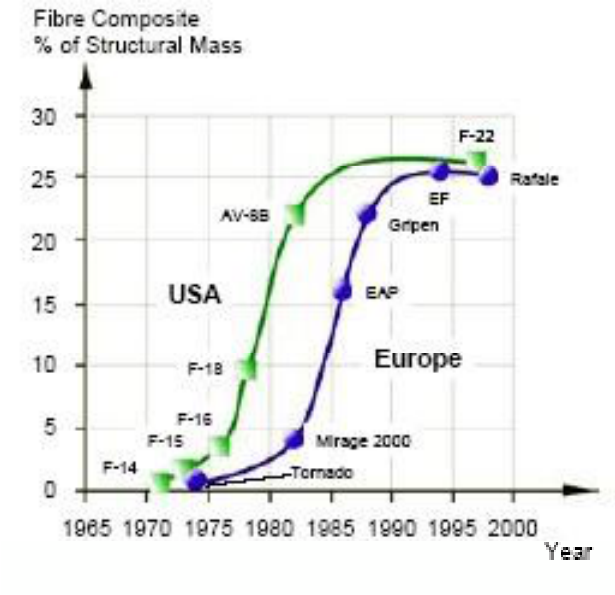 Fibre Composite
% of Structural Mass
30
F-22
25
Rafale
EF
AV-8B
Gripen
20
USA
EAP
15
Europe
10
F-18
F-16
5
F-15
Mirage 2000
F-14
Tornado
0
1965 1970 1975 1980 1985 1990 1995 2000
Year